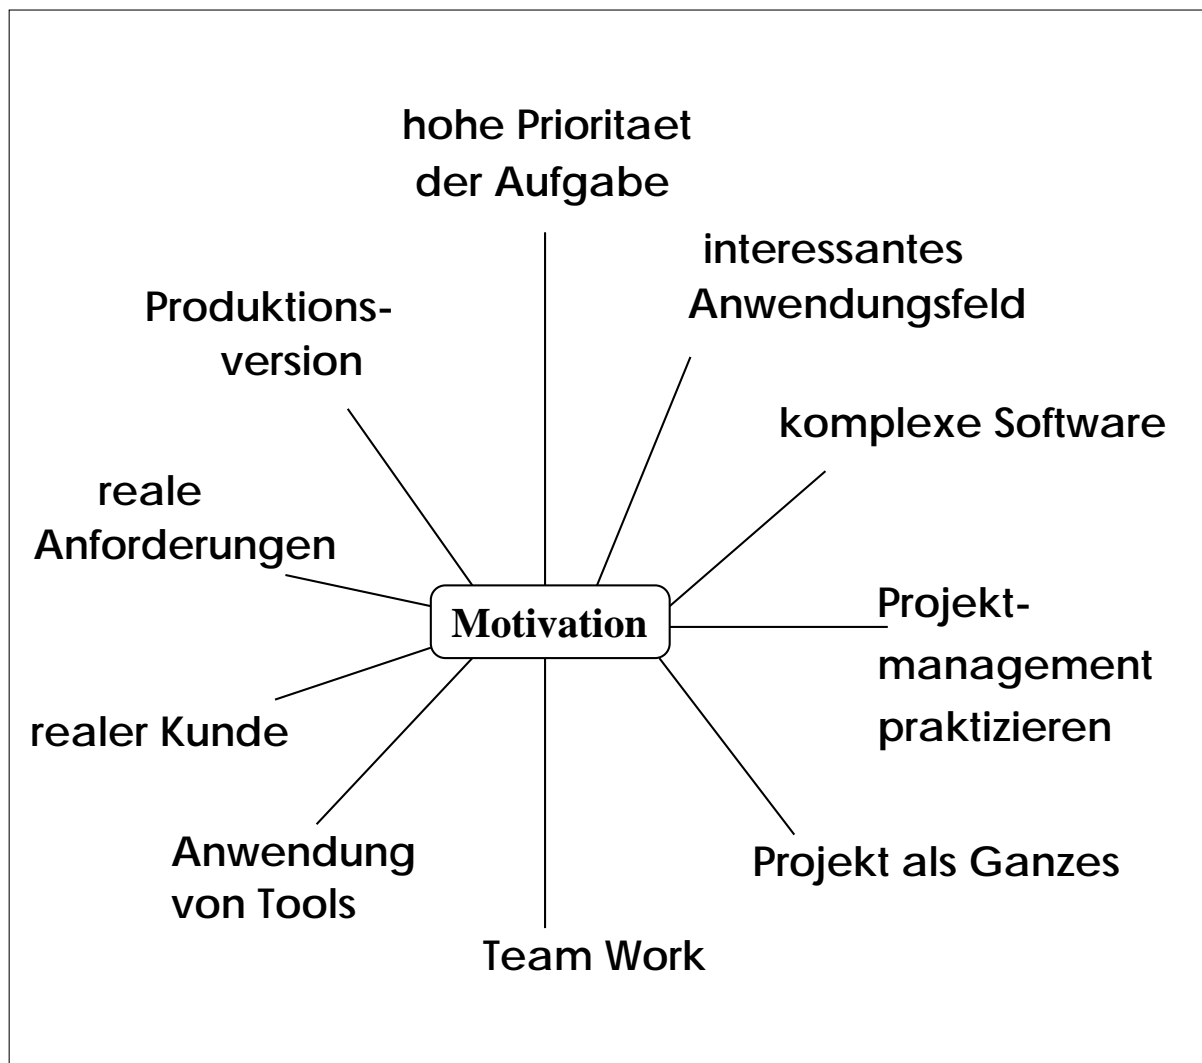 hohe Prioritaet
der Aufgabe
interessantes
Anwendungsfeld
Produktions-
version
komplexe Software
reale
Anforderungen
Motivation
Projekt-
management
praktizieren
realer Kunde
Anwendung
von Tools
Projekt als Ganzes
Team Work